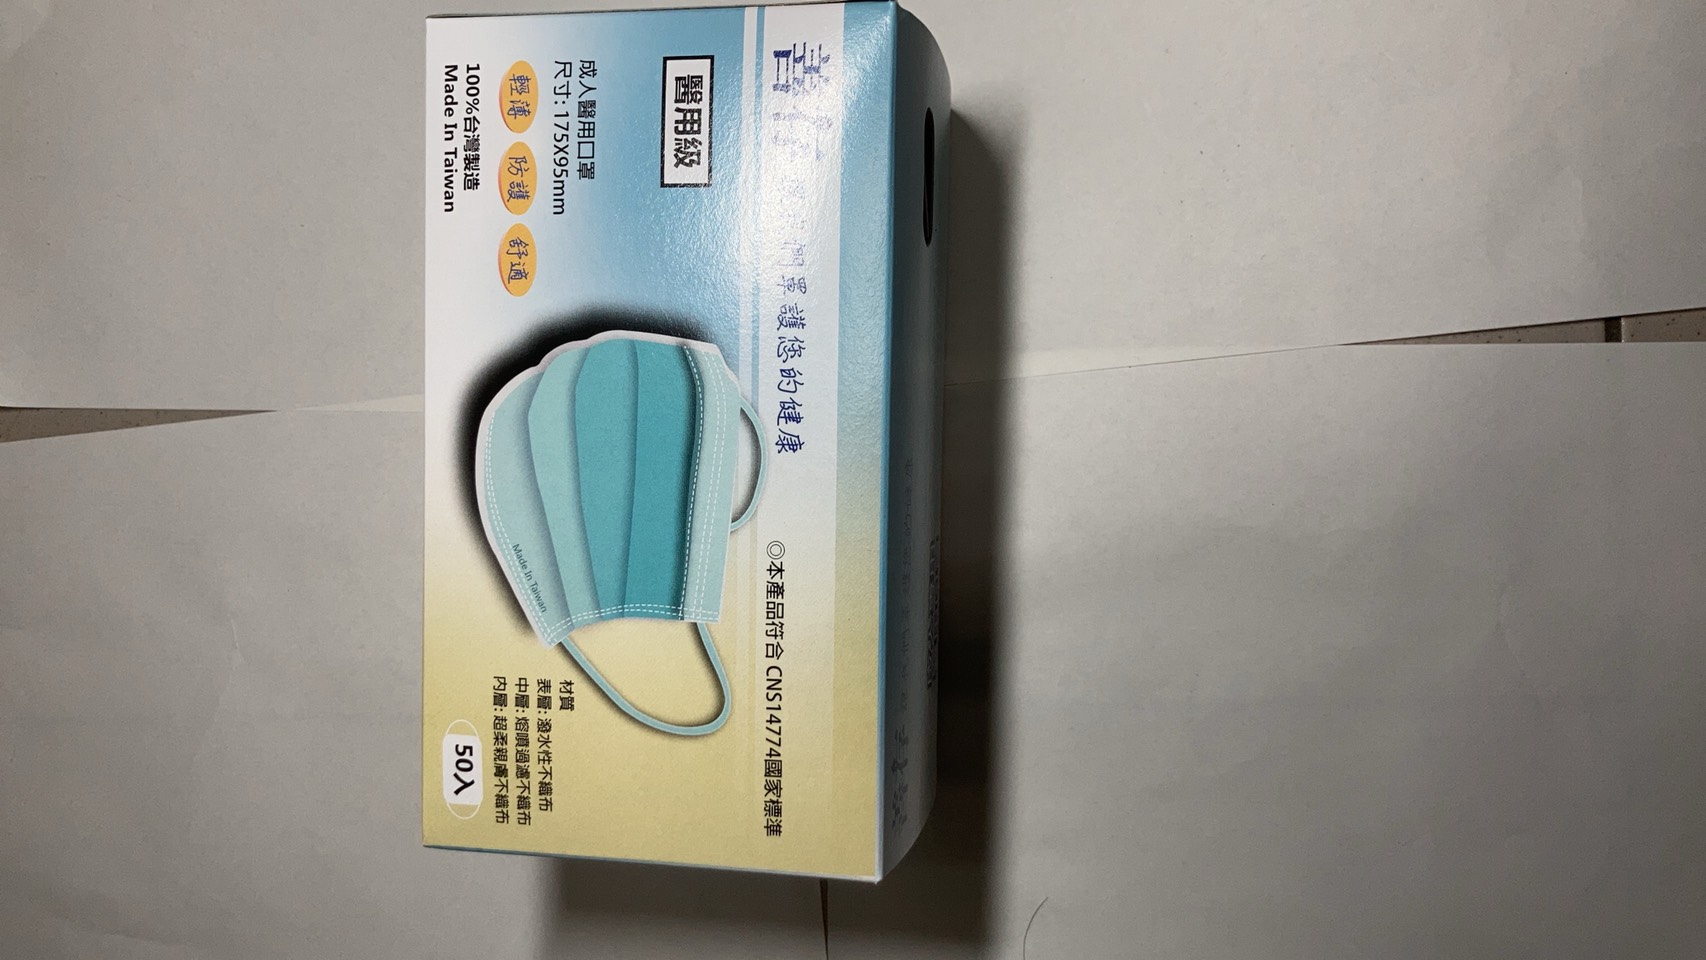 善存
們罩護您的健康
◎本產品符合 CNS14774國家標準
醫用級
成人醫用口罩
尺寸:175X95mm
輕薄 防護 舒適
100%台灣製造
Made In Taiwan
Made In Taiwan
材質
表層:潑水性不織布
中層:熔噴過濾不織布
內層:超柔親膚不織布
50入